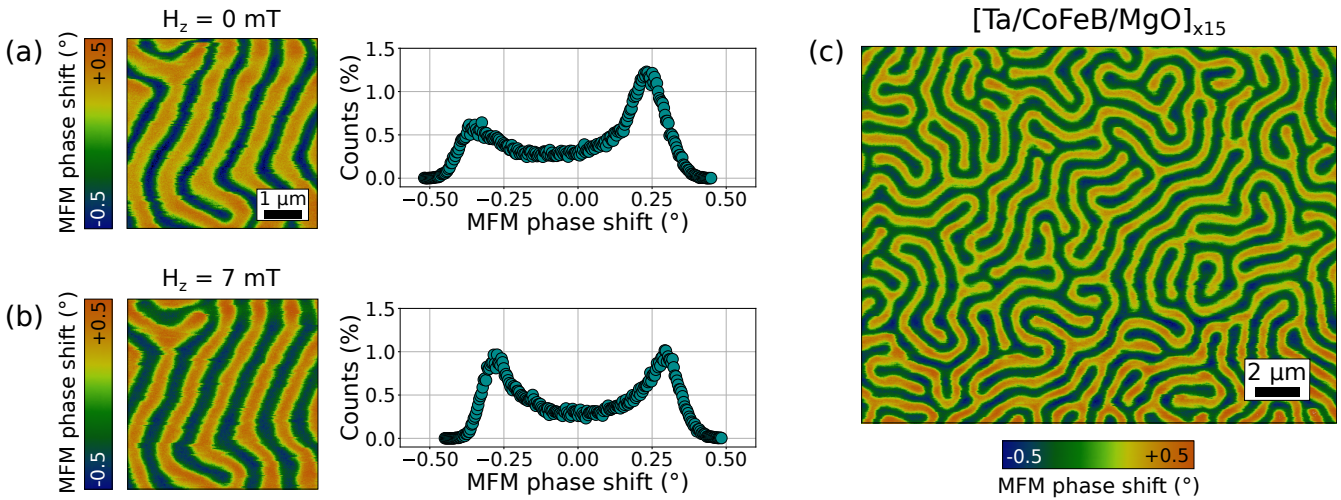 (a)
H_z = 0 mT
MFM phase shift (°)
+0.5
-0.5
1 μm
Counts (%)
1.5
1.0
0.5
0.0
−0.50
−0.25
0.00
0.25
0.50
MFM phase shift (°)
(b)
H_z = 7 mT
MFM phase shift (°)
+0.5
-0.5
Counts (%)
1.5
1.0
0.5
0.0
−0.50
−0.25
0.00
0.25
0.50
MFM phase shift (°)
(c)
[Ta/CoFeB/MgO]_x15
2 μm
-0.5
+0.5
MFM phase shift (°)